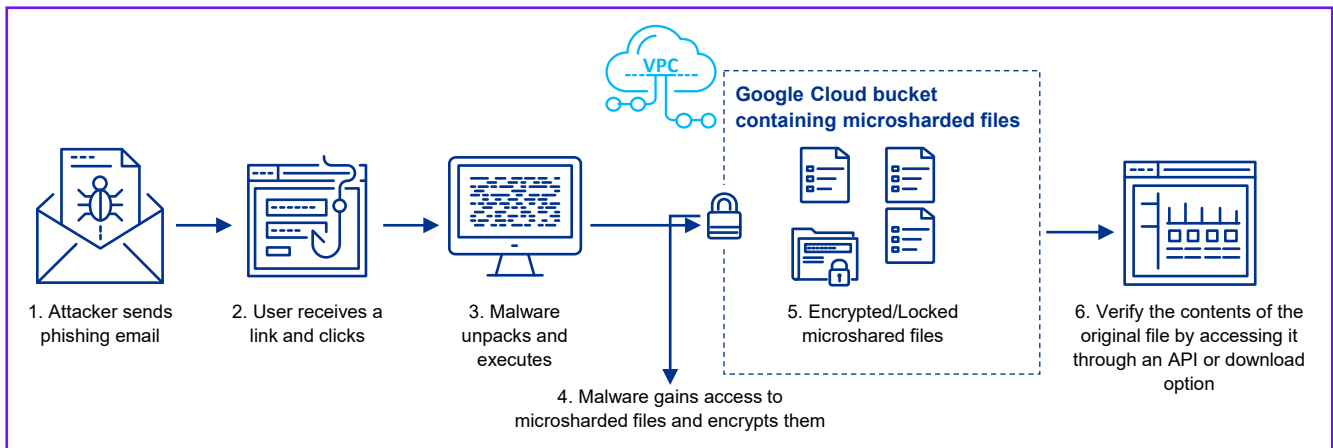 VPC
Google Cloud bucket
containing microsharded files
1. Attacker sends
phishing email
2. User receives a
link and clicks
3. Malware
unpacks and
executes
4. Malware gains access to
microsharded files and encrypts them
5. Encrypted/Locked
microshared files
6. Verify the contents of the
original file by accessing it
through an API or download
option